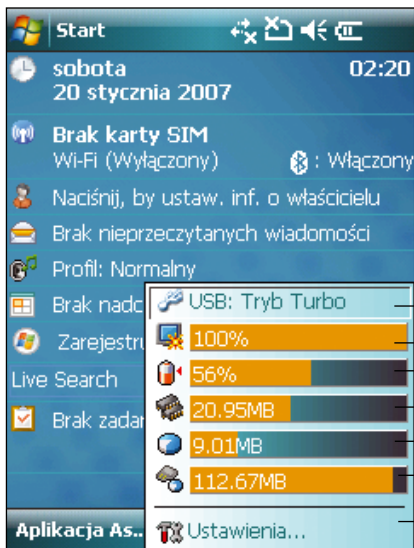 Start
sobota
02:20
20 stycznia 2007
Brak karty SIM
Wi-Fi (Wyłączony)
: Włączony
Naciśnij, by ustaw. inf. o właścicielu
Brak nieprzeczytanych wiadomości
Profil: Normalny
Brak nadc
USB: Tryb Turbo
Zarejestru
100%
Live Search
56%
Brak zadań
20.95MB
9.01MB
112.67MB
Aplikacja As..
Ustawienia...